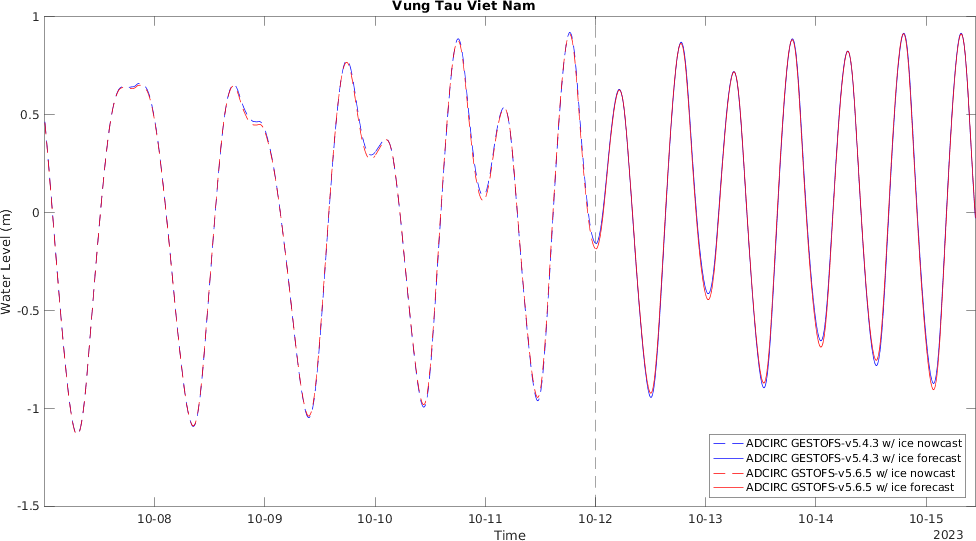 Vung Tau Viet Nam
1
0.5
0
-0.5
-1
-1.5
Water Level (m)
ADCIRC GESTOFS-v5.4.3 w/ ice nowcast
ADCIRC GESTOFS-v5.4.3 w/ ice forecast
ADCIRC GSTOFS-v5.6.5 w/ ice nowcast
ADCIRC GSTOFS-v5.6.5 w/ ice forecast
10-08 10-09 10-10 10-11 10-12 10-13 10-14 10-15
Time
2023